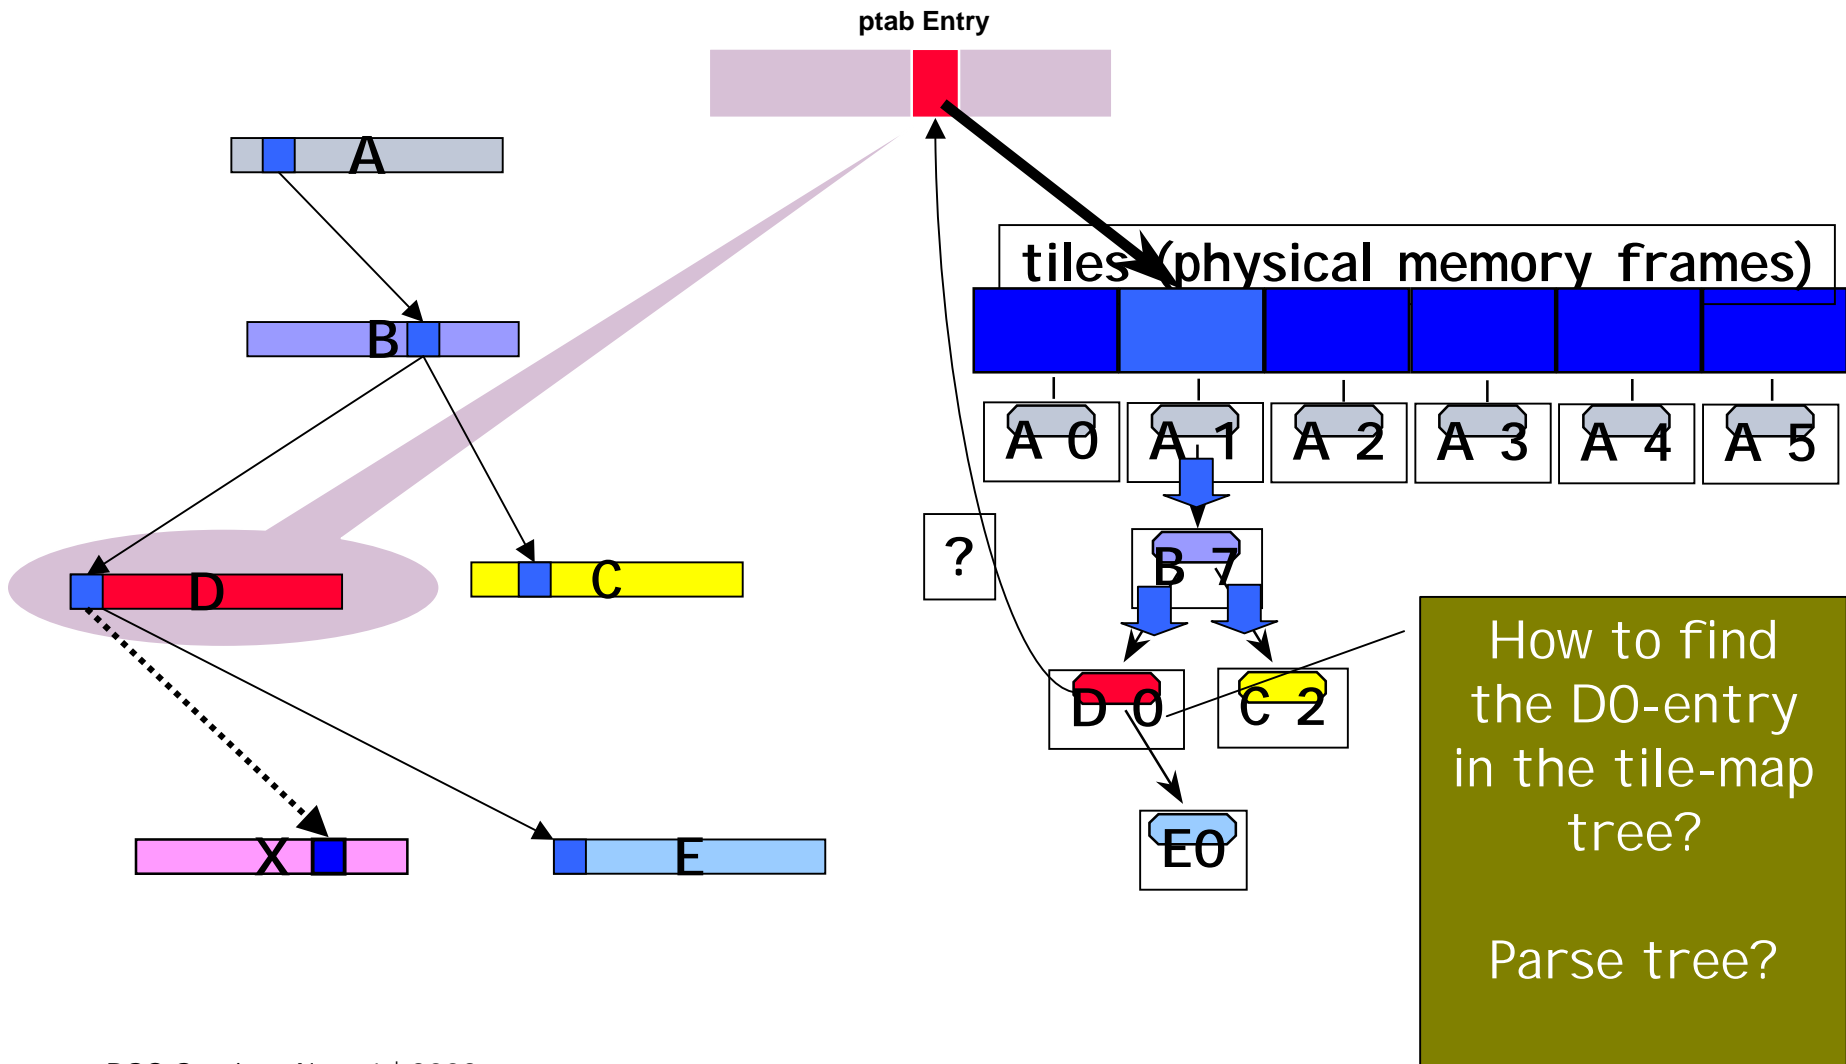 ptab Entry
A
tiles (physical memory frames)
B
A 0
A 1
A 2
A 3
A 4
A 5
?
B 7
D
C
D 0
C 2
How to find
the D0-entry
in the tile-map
tree?
Parse tree?
X
E
E0